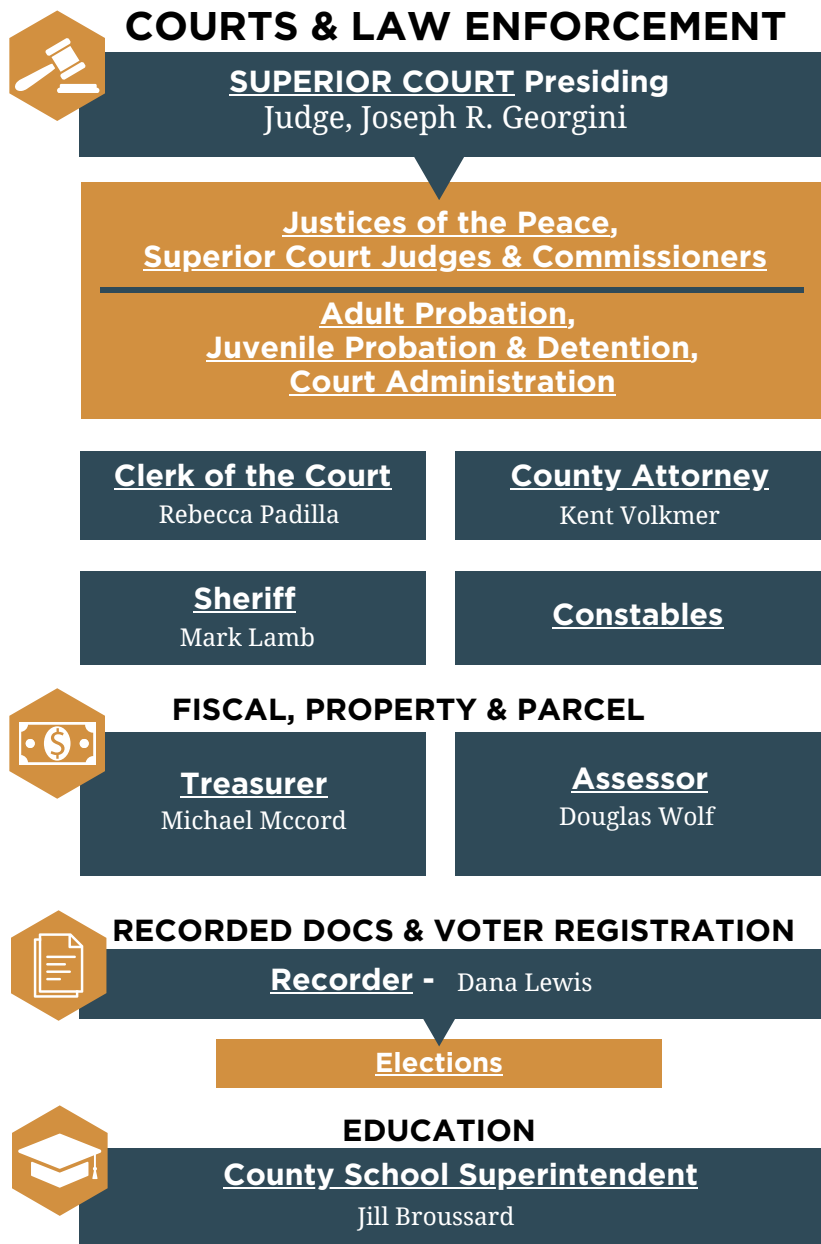 COURTS & LAW ENFORCEMENT
SUPERIOR COURT Presiding
Judge, Joseph R. Georgini
Justices of the Peace,
Superior Court Judges & Commissioners
Adult Probation,
Juvenile Probation & Detention,
Court Administration
Clerk of the Court
Rebecca Padilla
County Attorney
Kent Volkmer
Sheriff
Mark Lamb
Constables
FISCAL, PROPERTY & PARCEL
$
Treasurer
Michael Mccord
Assessor
Douglas Wolf
RECORDED DOCS & VOTER REGISTRATION
Recorder - Dana Lewis
Elections
EDUCATION
County School Superintendent
Jill Broussard